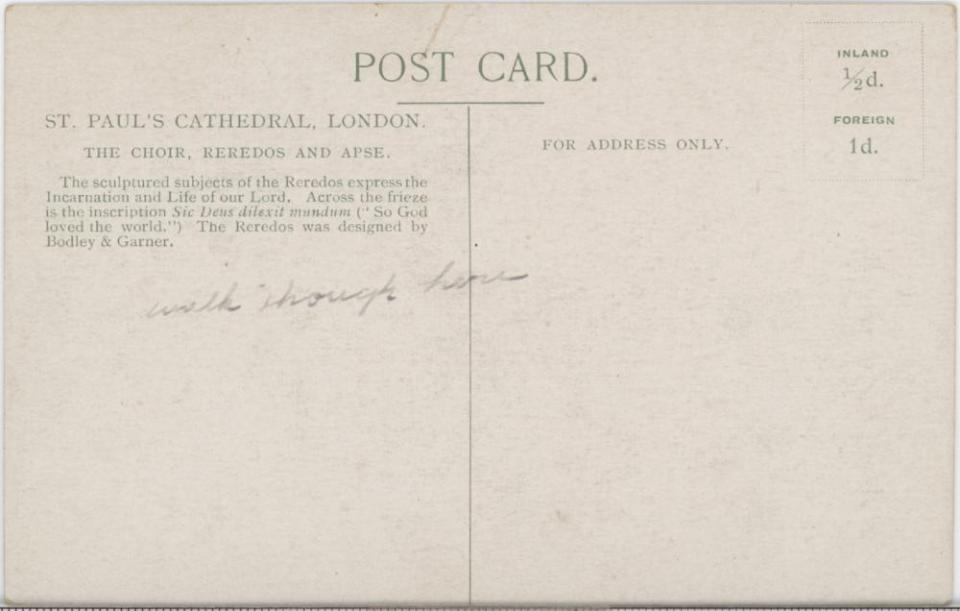 POST CARD.
INLAND
½d.
FOREIGN
1d.
ST. PAUL'S CATHEDRAL, LONDON.
THE CHOIR, REREDOS AND APSE.
The sculptured subjects of the Reredos express the
Incarnation and Life of our Lord. Across the frieze
is the inscription Sic Deus dilexit mundum (“ So God
loved the world.”) The Reredos was designed by
Bodley & Garner.
FOR ADDRESS ONLY.
walk though here